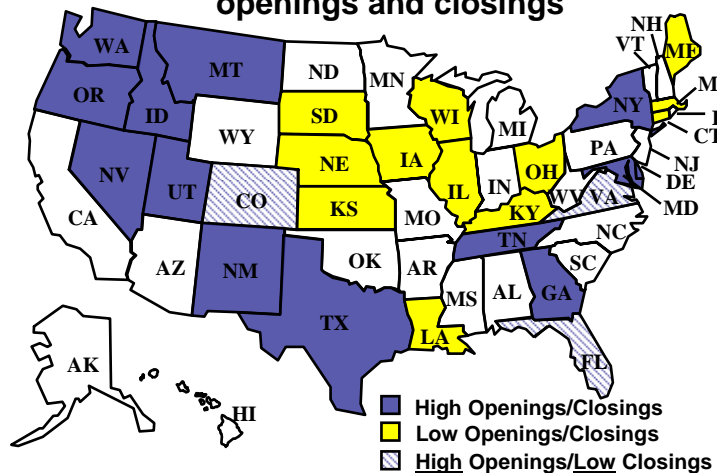 openings and closings
NH
VT
WA
ME
MT
ND
MN
OR
NY
ID
SD
WI
MI
WY
CT
PA
NE
IA
OH
NJ
NV
IL
IN
DE
UT
CO
WV
VA
MD
KS
MO
KY
CA
NC
TN
OK
AZ
NM
AR
SC
MS
AL
GA
TX
LA
AK
FL
HI
High Openings/Closings
Low Openings/Closings
High Openings/Low Closings